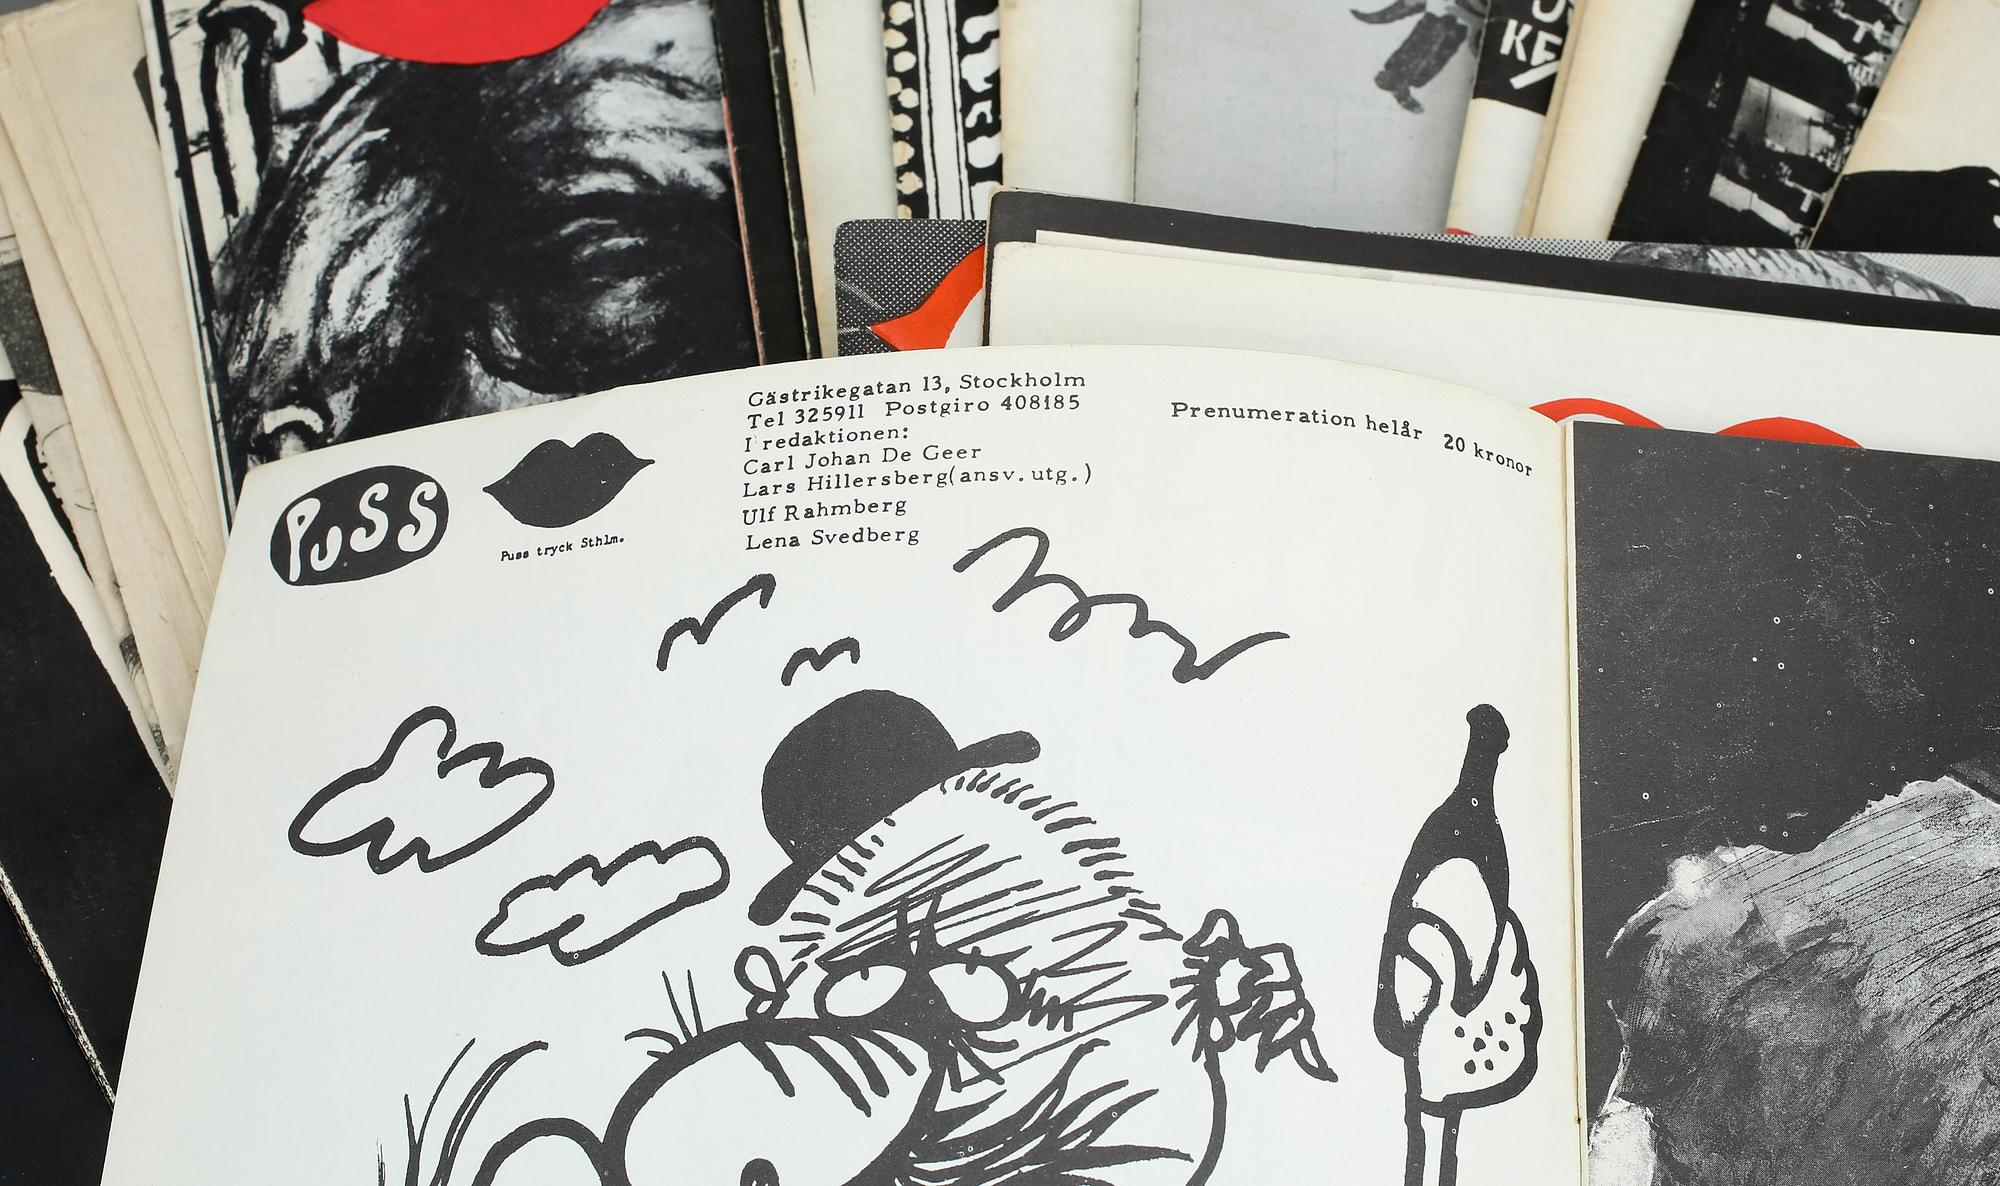 PUSS
Puss tryck Sthlm.
Gästrikegatan 13, Stockholm
Tel 325911 Postgiro 408185
I redaktionen:
Carl Johan De Geer
Lars Hillersberg(ansv. utg.)
Ulf Rahmberg
Lena Svedberg
Prenumeration helår 20 kronor